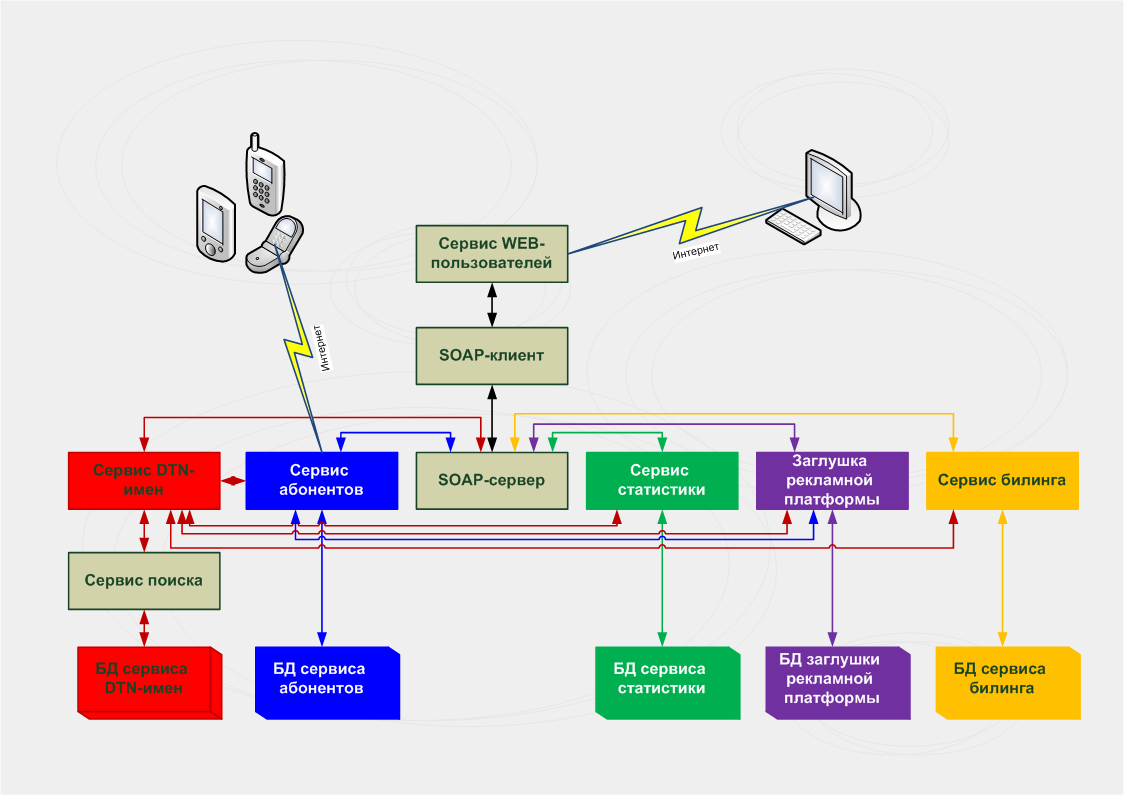 Сервис WEB-
пользователей
Интернет
Интернет
SOAP-клиент
Сервис DTN-
имен
Сервис
абонентов
SOAP-сервер
Сервис
статистики
Заглушка
рекламной
платформы
Сервис билинга
Сервис поиска
БД сервиса
DTN-имен
БД сервиса
абонентов
БД сервиса
статистики
БД заглушки
рекламной
платформы
БД сервиса
билинга